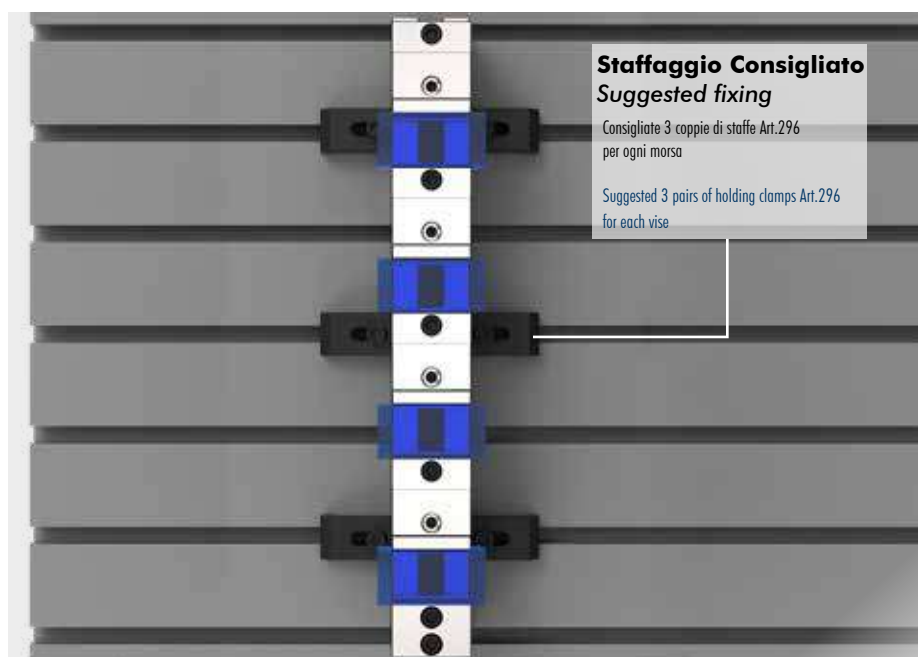 Staffaggio Consigliato
Suggested fixing
Consigliate 3 coppie di staffe Art.296
per ogni morsa
Suggested 3 pairs of holding clamps Art.296
for each vise